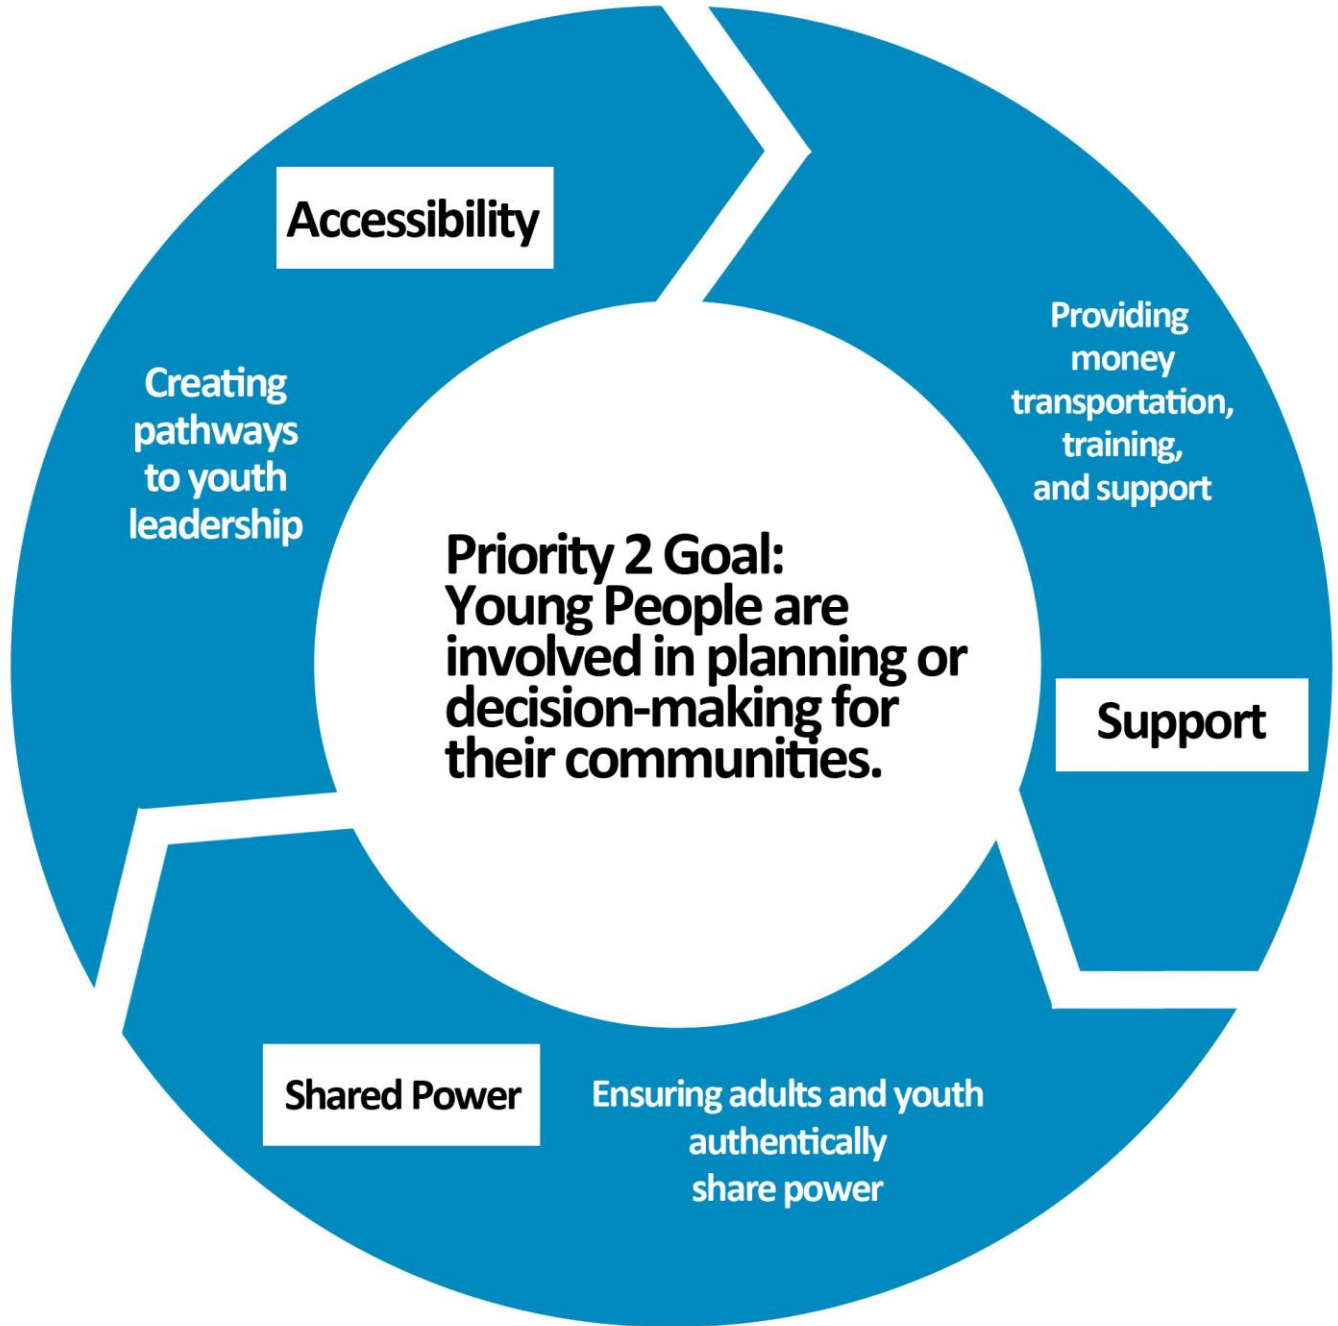 Accessibility
Creating
pathways
to youth
leadership
Providing
money
transportation,
training,
and support
Support
Priority 2 Goal:
Young People are
involved in planning or
decision-making for
their communities.
Shared Power
Ensuring adults and youth
authentically
share power